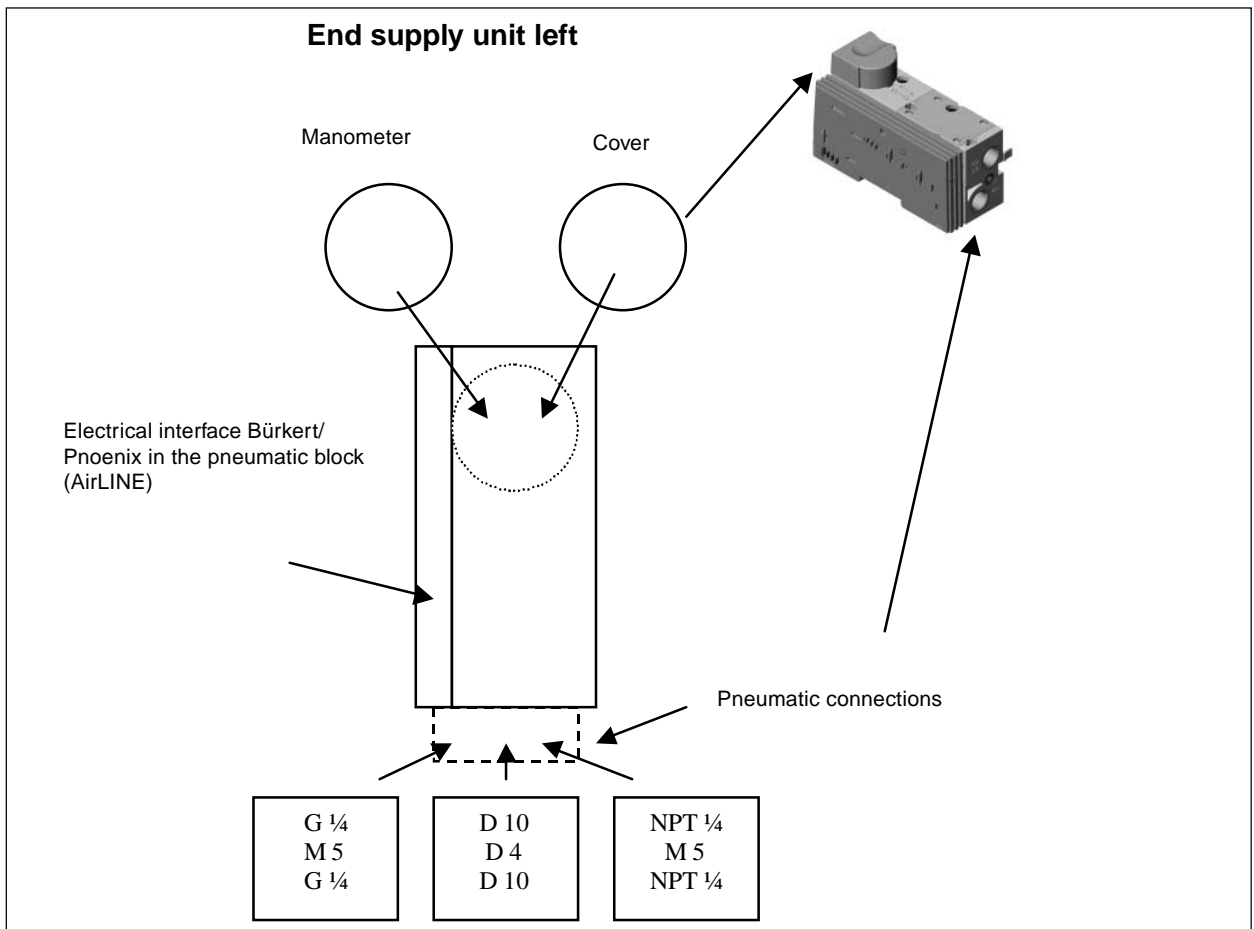 End supply unit left
Manometer
Cover
Electrical interface Bürkert/
Pnoenix in the pneumatic block
(AirLINE)
Pneumatic connections
G ¼
M 5
G ¼
D 10
D 4
D 10
NPT ¼
M 5
NPT ¼